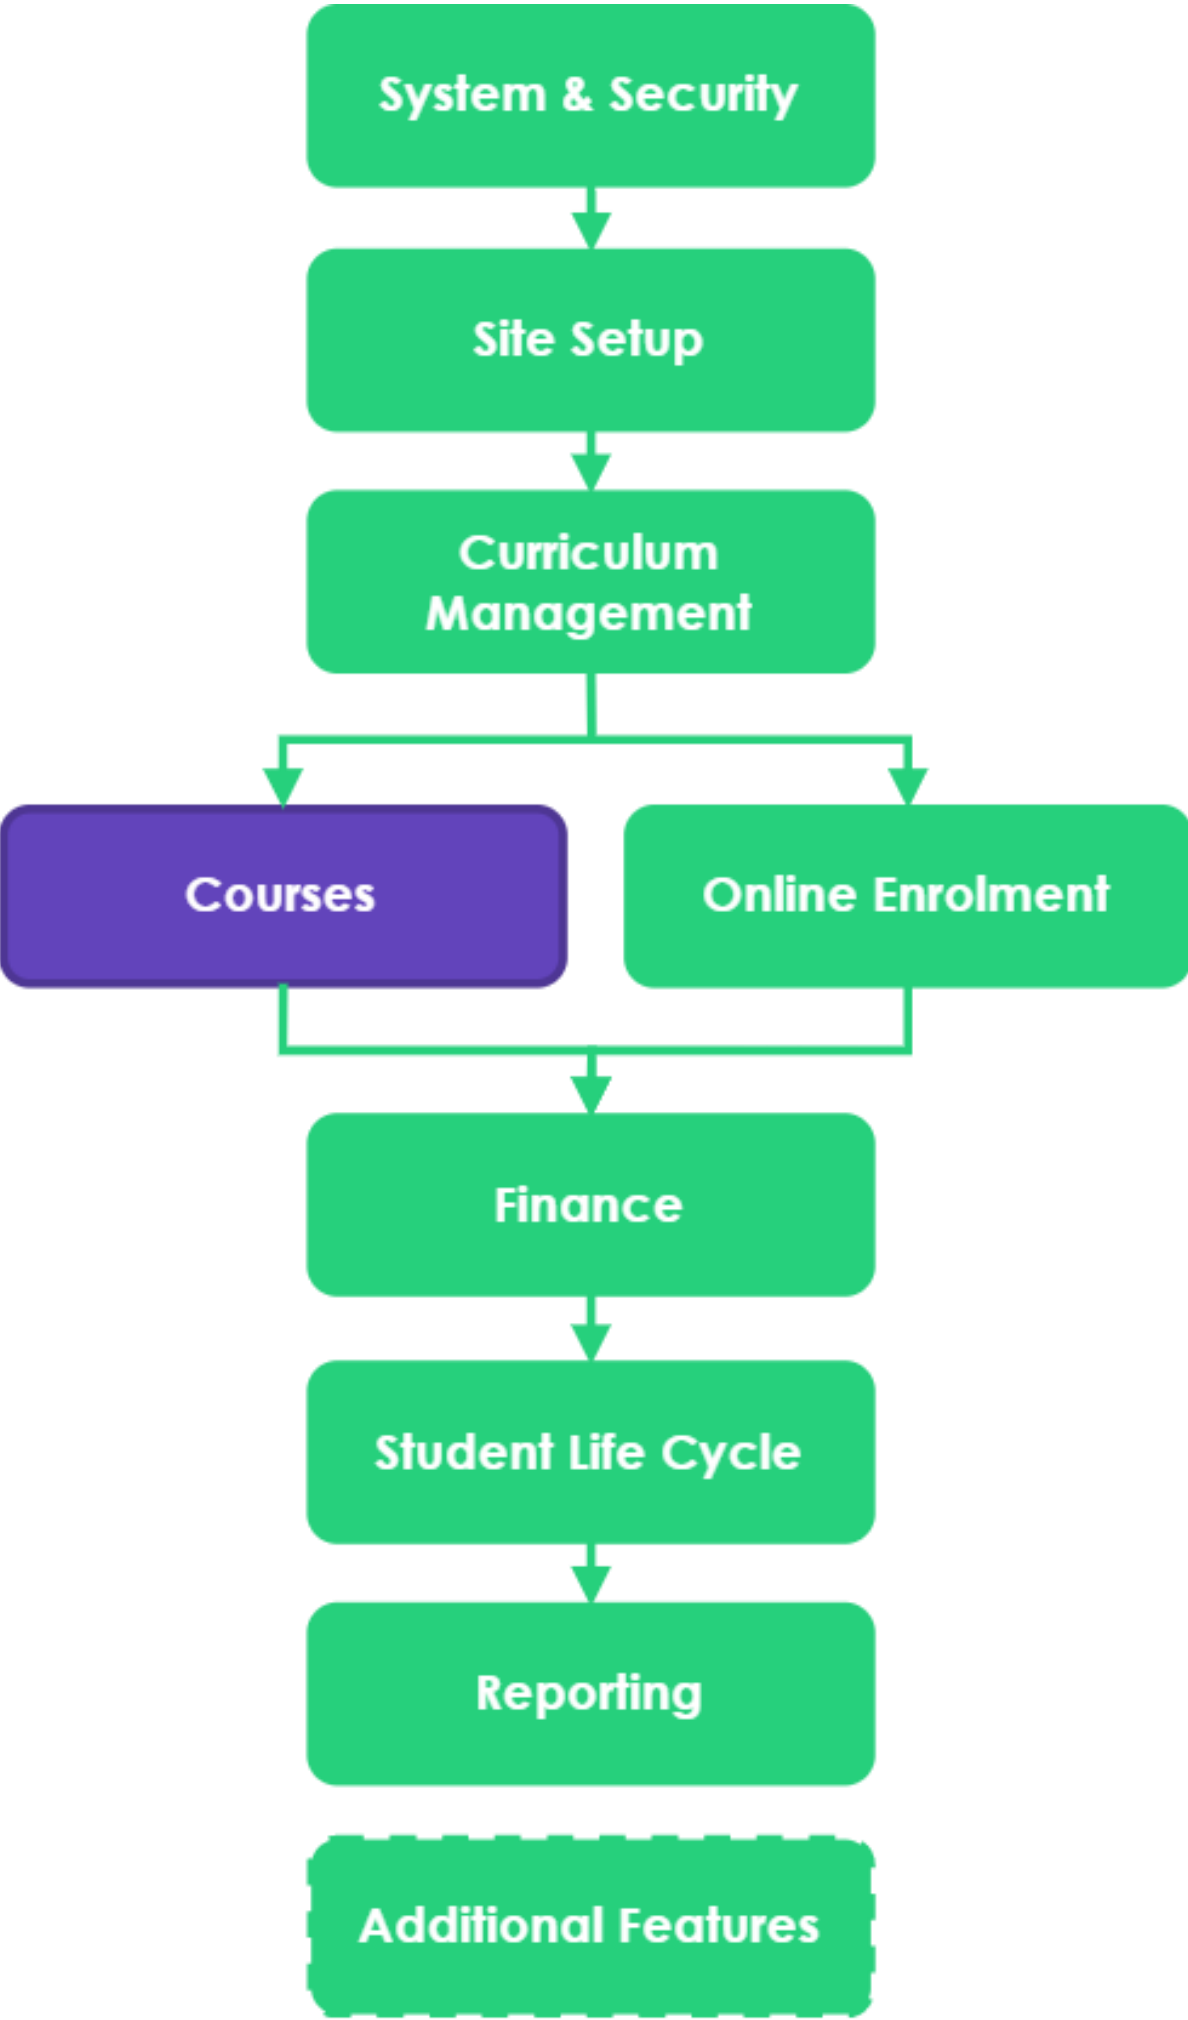 System & Security
Site Setup
Curriculum
Management
Courses
Online Enrolment
Finance
Student Life Cycle
Reporting
Additional Features